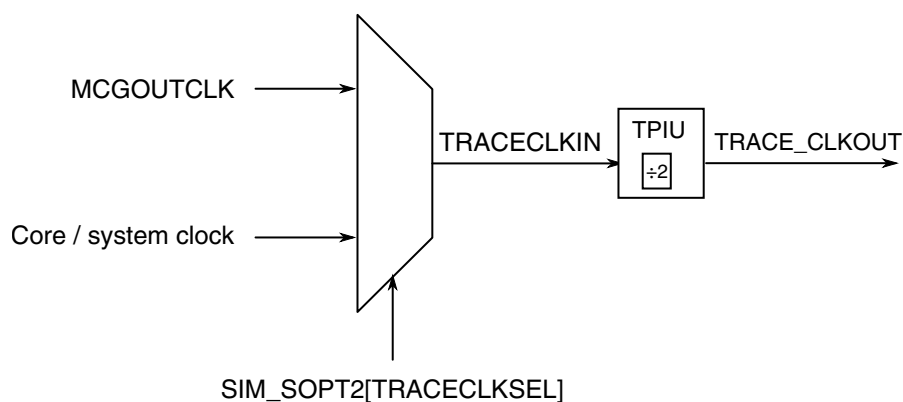 MCGOUTCLK
TPIU
TRACECLKIN
TRACE_CLKOUT
÷2
Core / system clock
SIM_SOPT2[TRACECLKSEL]